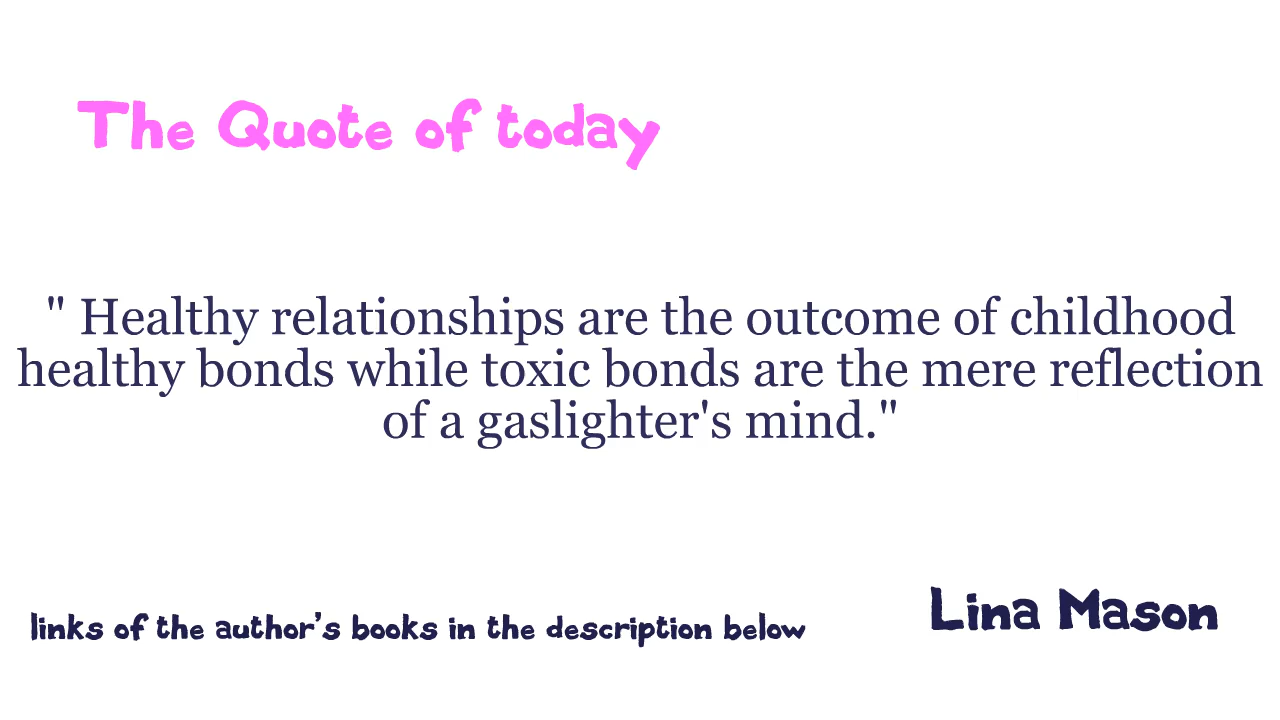 The Quote of today
" Healthy relationships are the outcome of childhood
healthy bonds while toxic bonds are the mere reflection
of a gaslighter's mind."
links of the author's books in the description below
Lina Mason